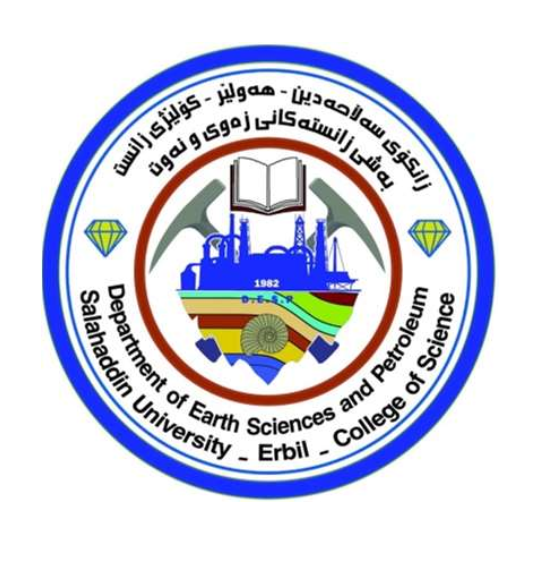 زانکۆی سەڵاحەدین - هەولێر - کۆلێژی زانست
بەشی زانستەکانی زەوی و نەوت
1982
D.E.S.P
Department of Earth Sciences and Petroleum
Salahaddin University _ Erbil _ College of Science